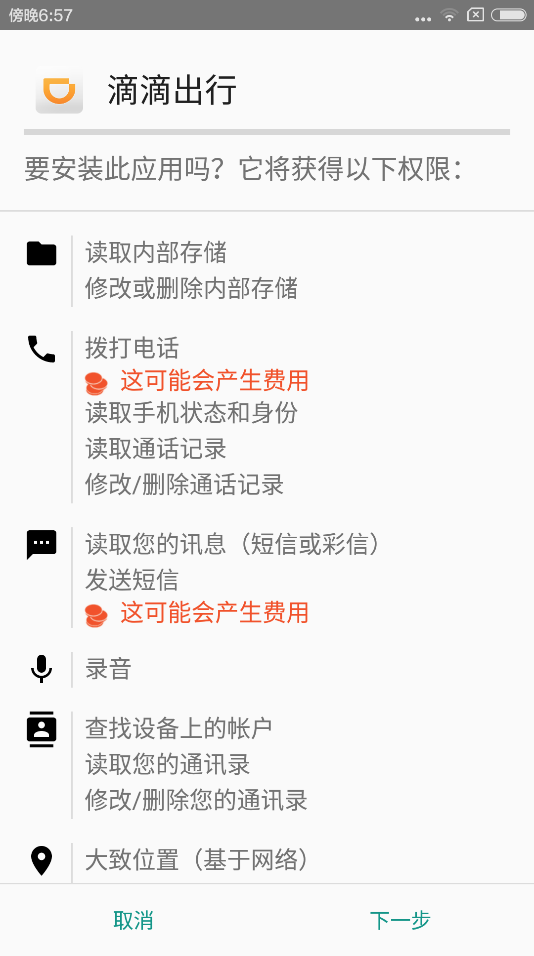 傍晚6:57
滴滴出行
要安装此应用吗？它将获得以下权限：
读取内部存储
修改或删除内部存储
拨打电话
这可能会产生费用
读取手机状态和身份
读取通话记录
修改/删除通话记录
读取您的讯息（短信或彩信）
发送短信
这可能会产生费用
录音
查找设备上的帐户
读取您的通讯录
修改/删除您的通讯录
大致位置（基于网络）
取消
下一步